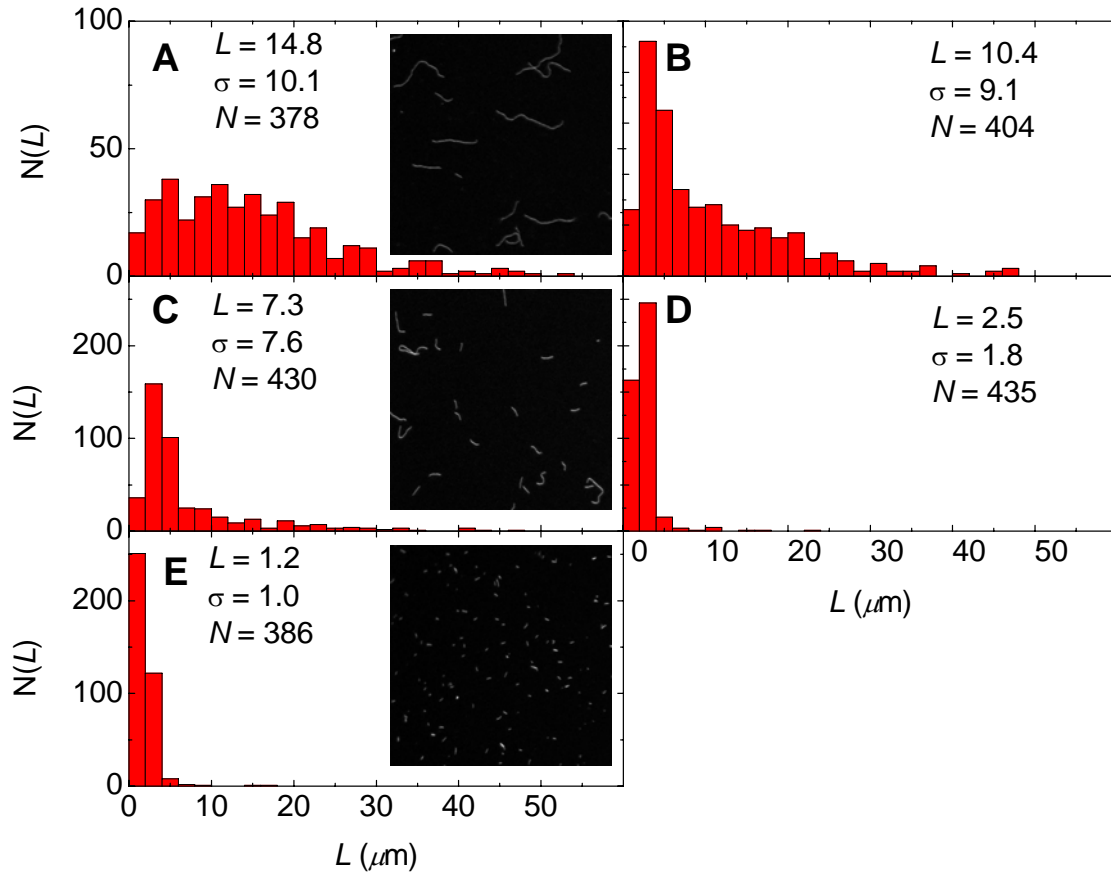 A
L = 14.8
σ = 10.1
N = 378
B
L = 10.4
σ = 9.1
N = 404
100
50
0
N(L)
C
L = 7.3
σ = 7.6
N = 430
D
L = 2.5
σ = 1.8
N = 435
200
100
0
N(L)
0 10 20 30 40 50
L (μm)
E
L = 1.2
σ = 1.0
N = 386
200
100
0
N(L)
0 10 20 30 40 50
L (μm)